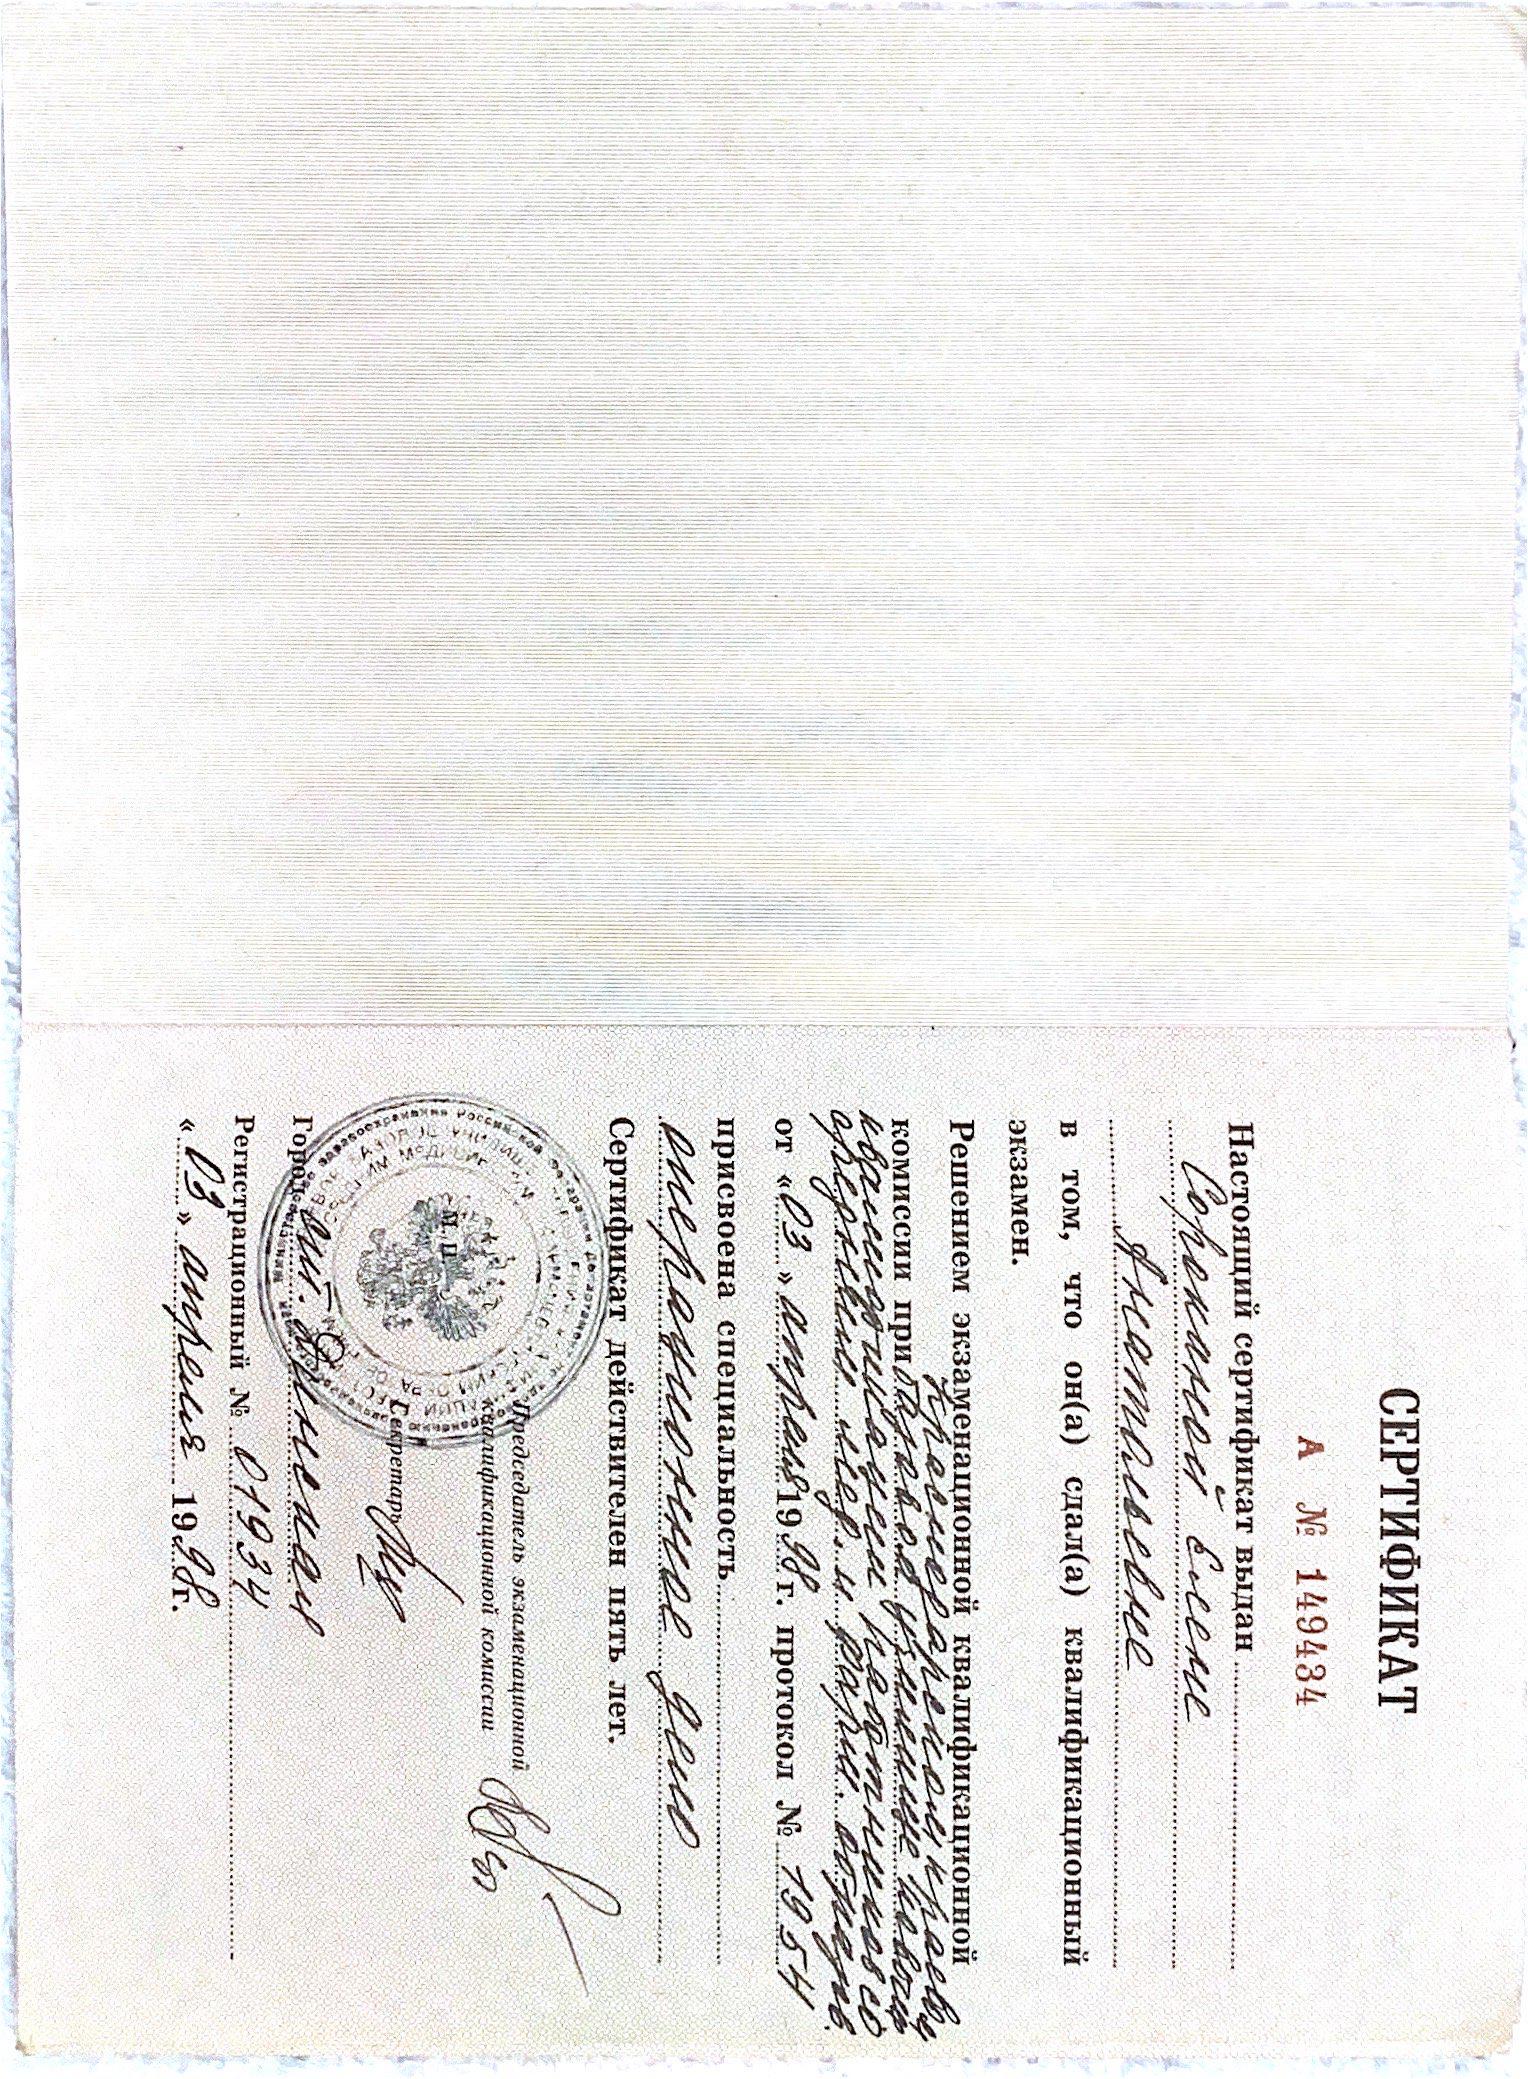 СЕРТИФИКАТ
А № 149434
Настоящий сертификат выдан
Сорокиной Елене
Анатольевне
в том, что он(а) сдал(а) квалификационный
экзамен.
Решением экзаменационной квалификационной
Краснодарском краевом
комиссии при базовом училище повыш.
квалификации работников со
средним мед. и фарм. образов.
от «03» апреля 1998 г. протокол № 1954
присвоена специальность
операционное дело
Сертификат действителен пять лет.
Председатель экзаменационной
квалификационной комиссии
М. П.
Секретарь
Город ст. Динская
Регистрационный № 01934
«03» апреля 1998 г.